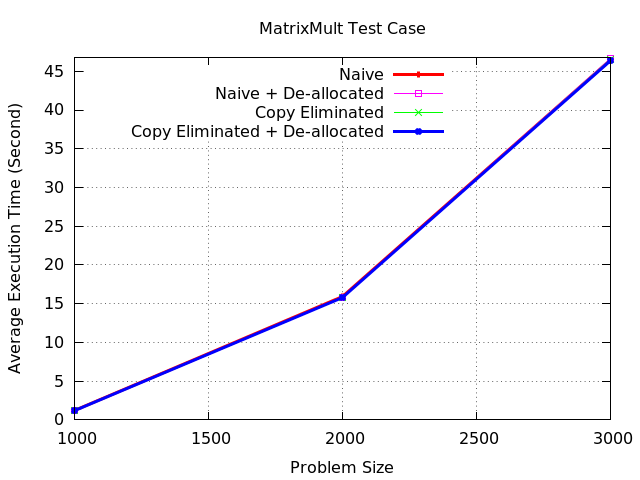 MatrixMult Test Case
Naive
Naive + De-allocated
Copy Eliminated
Copy Eliminated + De-allocated
Average Execution Time (Second)
45
40
35
30
25
20
15
10
5
0
1000 1500 2000 2500 3000
Problem Size